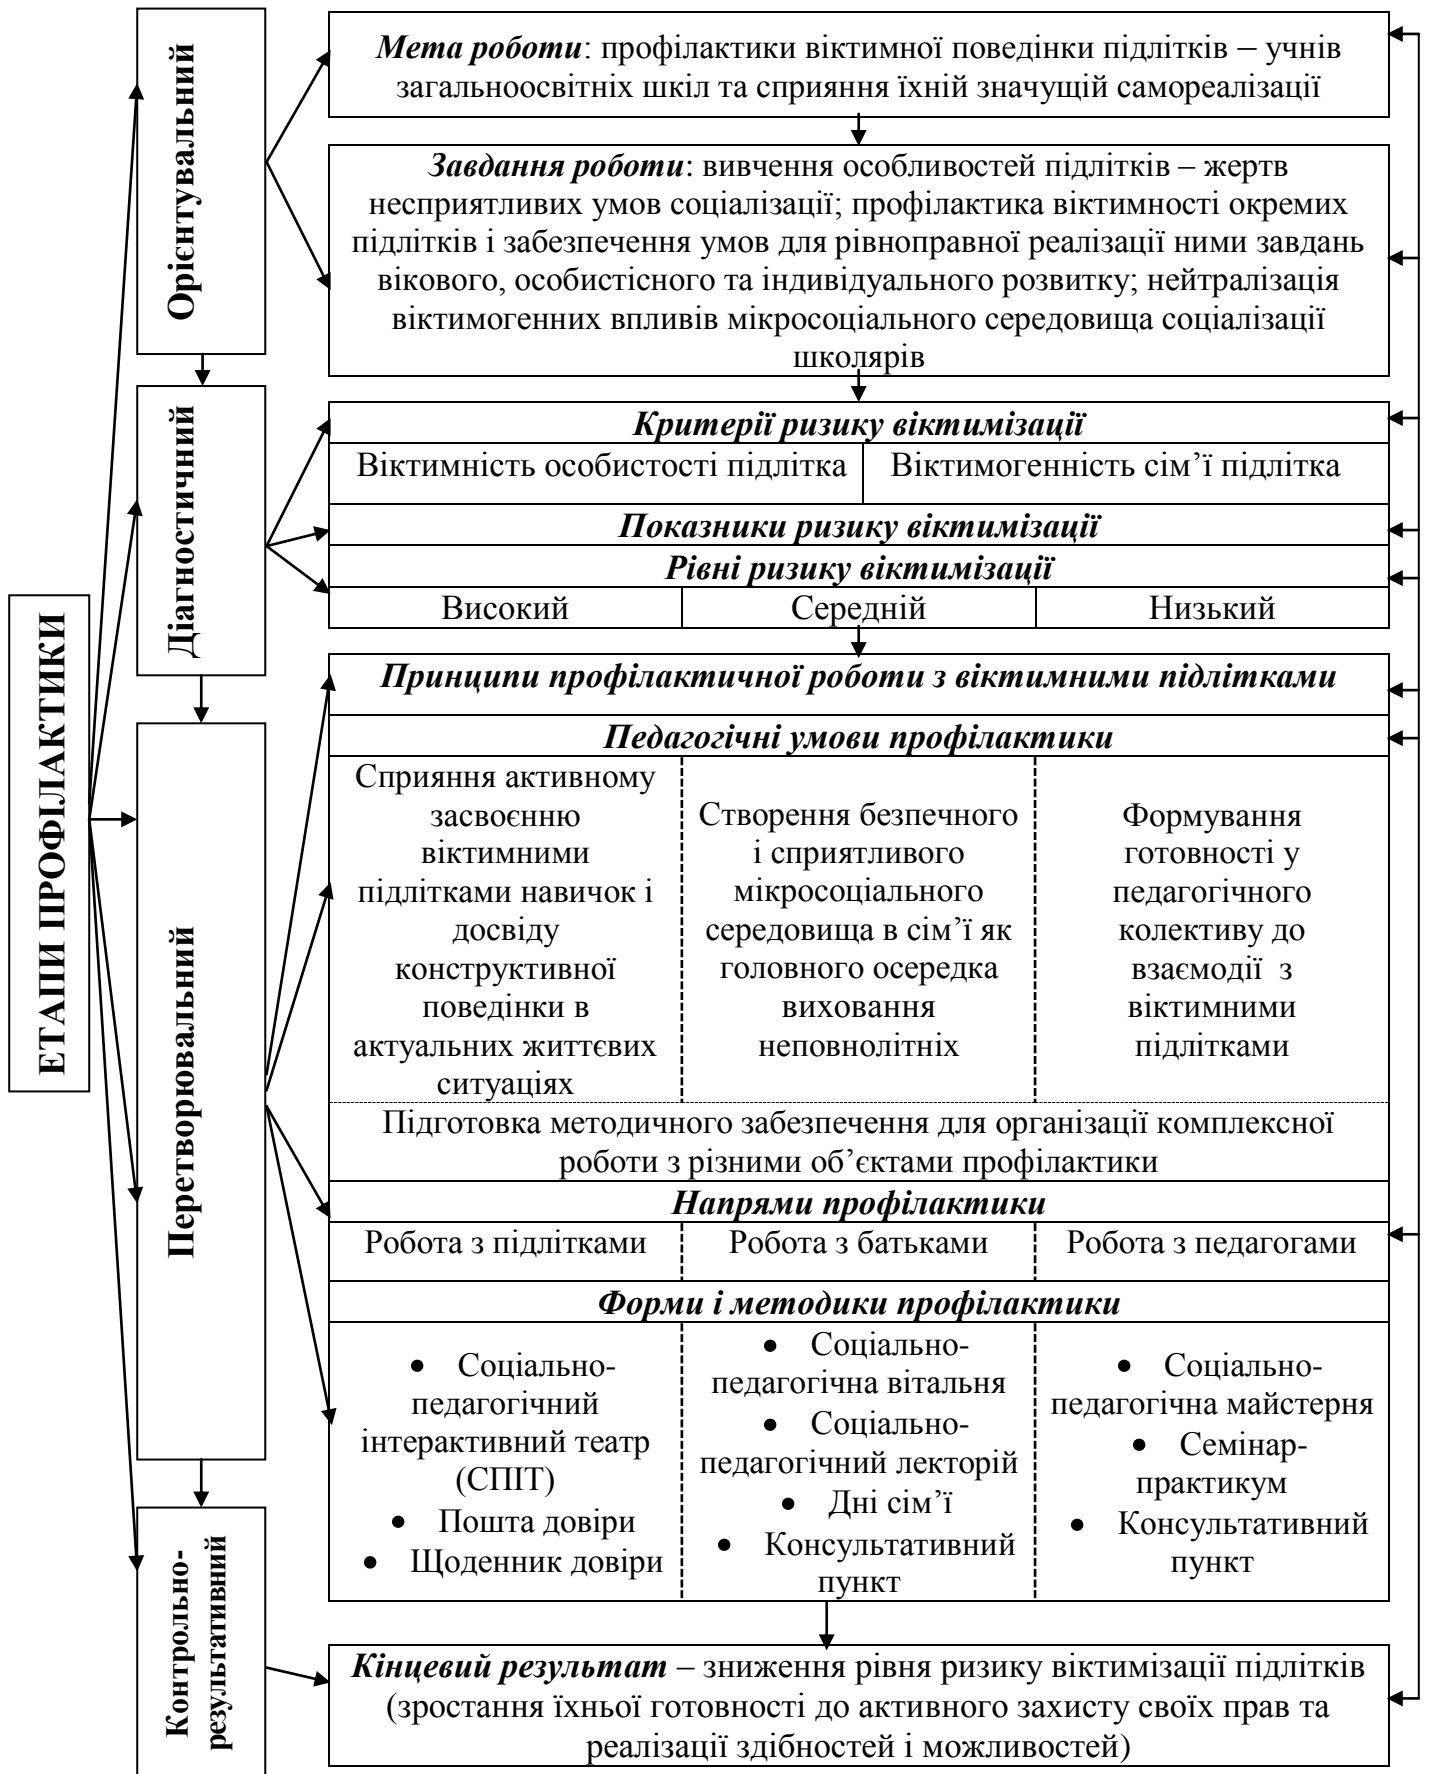 ЕТАПИ ПРОФІЛАКТИКИ
Орієнтувальний
Мета роботи: профілактики віктимної поведінки підлітків – учнів
загальноосвітніх шкіл та сприяння їхній значущій самореалізації
Завдання роботи: вивчення особливостей підлітків – жертв
несприятливих умов соціалізації; профілактика віктимності окремих
підлітків і забезпечення умов для рівноправної реалізації ними завдань
вікового, особистісного та індивідуального розвитку; нейтралізація
віктимогенних впливів мікросоціального середовища соціалізації
школярів
Діагностичний
Критерії ризику віктимізації
Віктимність особистості підлітка
Віктимогенність сім’ї підлітка
Показники ризику віктимізації
Рівні ризику віктимізації
Високий
Середній
Низький
Перетворювальний
Принципи профілактичної роботи з віктимними підлітками
Педагогічні умови профілактики
Сприяння активному
засвоєнню
віктимними
підлітками навичок і
досвіду
конструктивної
поведінки в
актуальних життєвих
ситуаціях
Створення безпечного
і сприятливого
мікросоціального
середовища в сім’ї як
головного осередка
виховання
неповнолітніх
Формування
готовності у
педагогічного
колективу до
взаємодії з
віктимними
підлітками
Підготовка методичного забезпечення для організації комплексної
роботи з різними об’єктами профілактики
Напрями профілактики
Робота з підлітками
Робота з батьками
Робота з педагогами
Форми і методики профілактики
• Соціально-
педагогічний
інтерактивний театр
(СПІТ)
• Пошта довіри
• Щоденник довіри
• Соціально-
педагогічна вітальня
• Соціально-
педагогічний лекторій
• Дні сім’ї
• Консультативний
пункт
• Соціально-
педагогічна майстерня
• Семінар-
практикум
• Консультативний
пункт
Контрольно-
результативний
Кінцевий результат – зниження рівня ризику віктимізації підлітків
(зростання їхньої готовності до активного захисту своїх прав та
реалізації здібностей і можливостей)